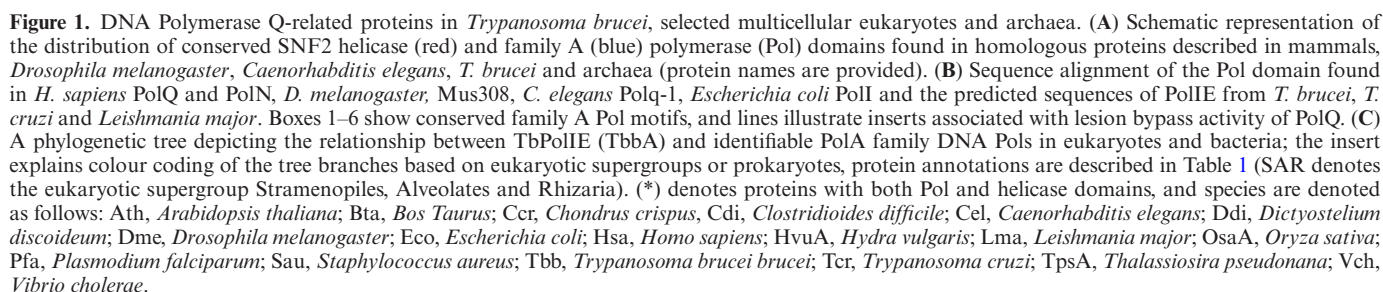 Figure 1. DNA Polymerase Q-related proteins in Trypanosoma brucei, selected multicellular eukaryotes and archaea. (A) Schematic representation of
the distribution of conserved SNF2 helicase (red) and family A (blue) polymerase (Pol) domains found in homologous proteins described in mammals,
Drosophila melanogaster, Caenorhabditis elegans, T. brucei and archaea (protein names are provided). (B) Sequence alignment of the Pol domain found
in H. sapiens PolQ and PolN, D. melanogaster, Mus308, C. elegans Polq-1, Escherichia coli PolI and the predicted sequences of PolIE from T. brucei, T.
cruzi and Leishmania major. Boxes 1–6 show conserved family A Pol motifs, and lines illustrate inserts associated with lesion bypass activity of PolQ. (C)
A phylogenetic tree depicting the relationship between TbPolIE (TbbA) and identifiable PolA family DNA Pols in eukaryotes and bacteria; the insert
explains colour coding of the tree branches based on eukaryotic supergroups or prokaryotes, protein annotations are described in Table 1 (SAR denotes
the eukaryotic supergroup Stramenopiles, Alveolates and Rhizaria). (*) denotes proteins with both Pol and helicase domains, and species are denoted
as follows: Ath, Arabidopsis thaliana; Bta, Bos Taurus; Ccr, Chondrus crispus, Cdi, Clostridioides difficile; Cel, Caenorhabditis elegans; Ddi, Dictyostelium
discoideum; Dme, Drosophila melanogaster; Eco, Escherichia coli; Hsa, Homo sapiens; HvuA, Hydra vulgaris; Lma, Leishmania major; OsaA, Oryza sativa;
Pfa, Plasmodium falciparum; Sau, Staphylococcus aureus; Tbb, Trypanosoma brucei brucei; Tcr, Trypanosoma cruzi; TpsA, Thalassiosira pseudonana; Vch,
Vibrio cholerae.